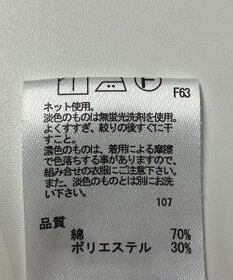 F63
ネット使用。
淡色のものは無蛍光洗剤を使用。
よくすすぎ、絞りの後すぐに干
すこと。
濃色のものは、着用による摩擦
で色落ちする事がありますので、
組み合せの衣服にご注意下さい。
また、淡色のものとは別にお洗
い下さい。
107
品質
綿 70%
ポリエステル 30%